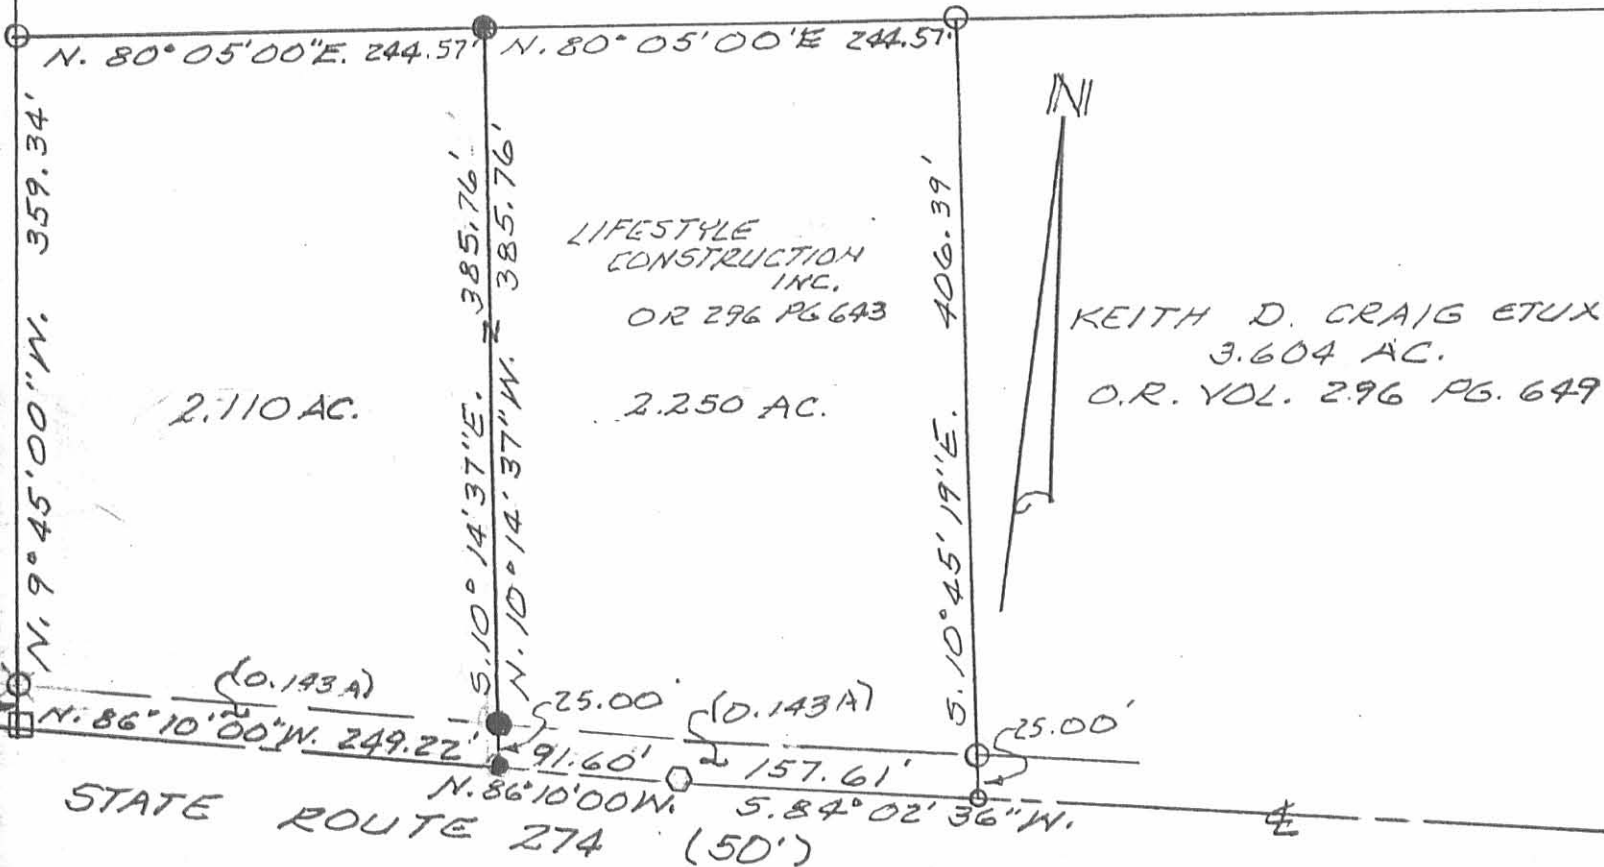 N. 80° 05' 00" E. 244.57'
N. 80° 05' 00' E 244.57'
N
N. 9° 45' 00" W. 359.34'
S. 10° 14' 37" E. 385.76'
N. 10° 14' 37" W. 385.76'
LIFESTYLE
CONSTRUCTION
INC.
OR 296 PG 643
S. 10° 45' 19" E. 406.39'
KEITH D. CRAIG ETUX
3.604 AC.
O.R. VOL. 296 PG. 649
2.110 AC.
2.250 AC.
(0.143 A)
25.00'
(0.143 A)
25.00'
N. 86° 10' 00" W. 249.22'
91.60'
157.61'
N. 86° 10' 00 W.
S. 84° 02' 36" W.
℄
STATE ROUTE 274 (50')